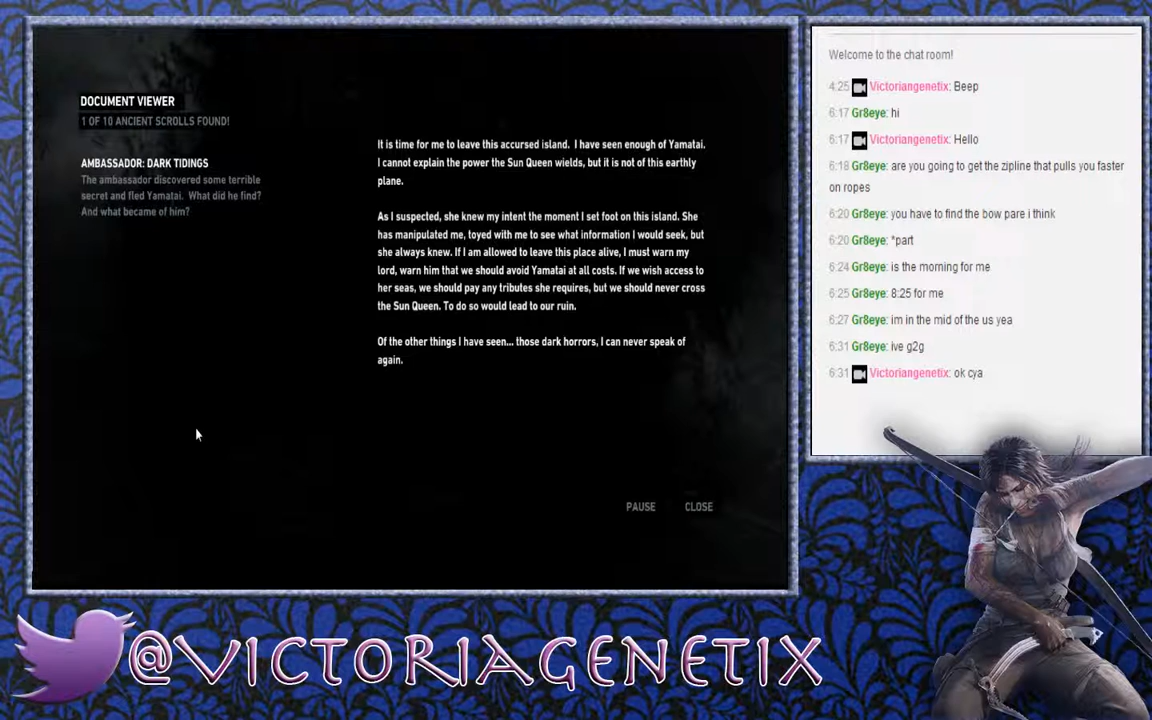 DOCUMENT VIEWER
1 OF 10 ANCIENT SCROLLS FOUND!
AMBASSADOR: DARK TIDINGS
The ambassador discovered some terrible
secret and fled Yamatai. What did he find?
And what became of him?
It is time for me to leave this accursed island. I have seen enough of Yamatai.
I cannot explain the power the Sun Queen wields, but it is not of this earthly
plane.
As I suspected, she knew my intent the moment I set foot on this island. She
has manipulated me, toyed with me to see what information I would seek, but
she always knew. If I am allowed to leave this place alive, I must warn my
lord, warn him that we should avoid Yamatai at all costs. If we wish access to
her seas, we should pay any tributes she requires, but we should never cross
the Sun Queen. To do so would lead to our ruin.
Of the other things I have seen... those dark horrors, I can never speak of
again.
PAUSE CLOSE
Welcome to the chat room!
4:25 Victoriangenetix: Beep
6:17 Gr8eye: hi
6:17 Victoriangenetix: Hello
6:18 Gr8eye: are you going to get the zipline that pulls you faster
on ropes
6:20 Gr8eye: you have to find the bow pare i think
6:20 Gr8eye: *part
6:24 Gr8eye: is the morning for me
6:25 Gr8eye: 8:25 for me
6:27 Gr8eye: im in the mid of the us yea
6:31 Gr8eye: ive g2g
6:31 Victoriangenetix: ok cya
@VICTORIAGENETIX